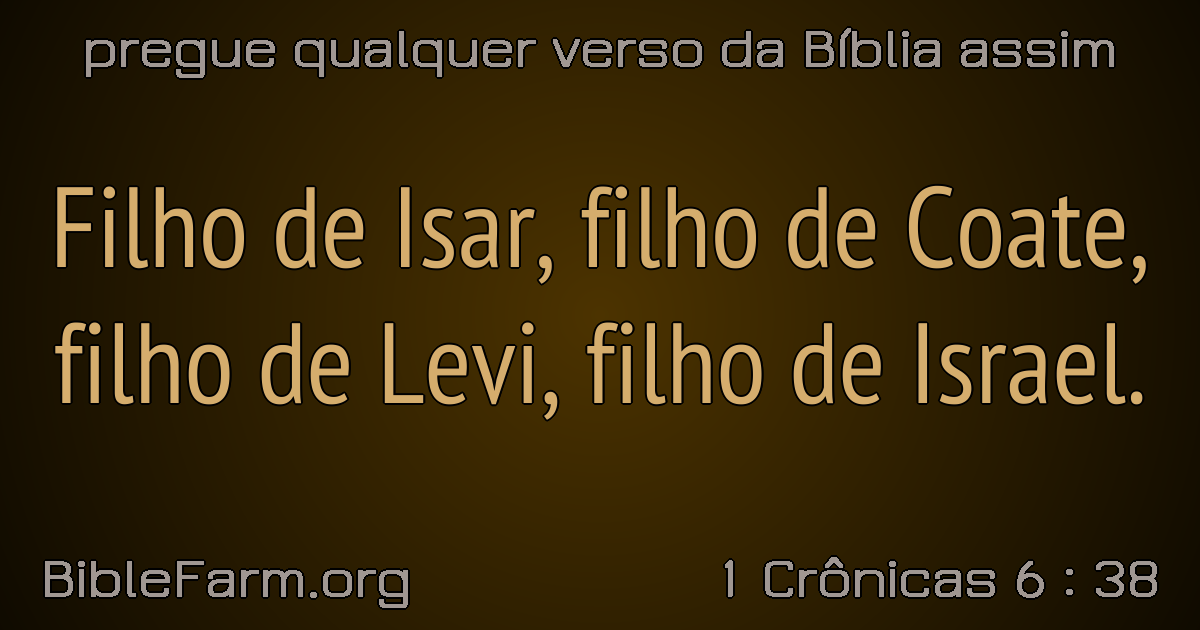 pregue qualquer verso da Bíblia assim
Filho de Isar, filho de Coate,
filho de Levi, filho de Israel.
BibleFarm.org
1 Crônicas 6 : 38